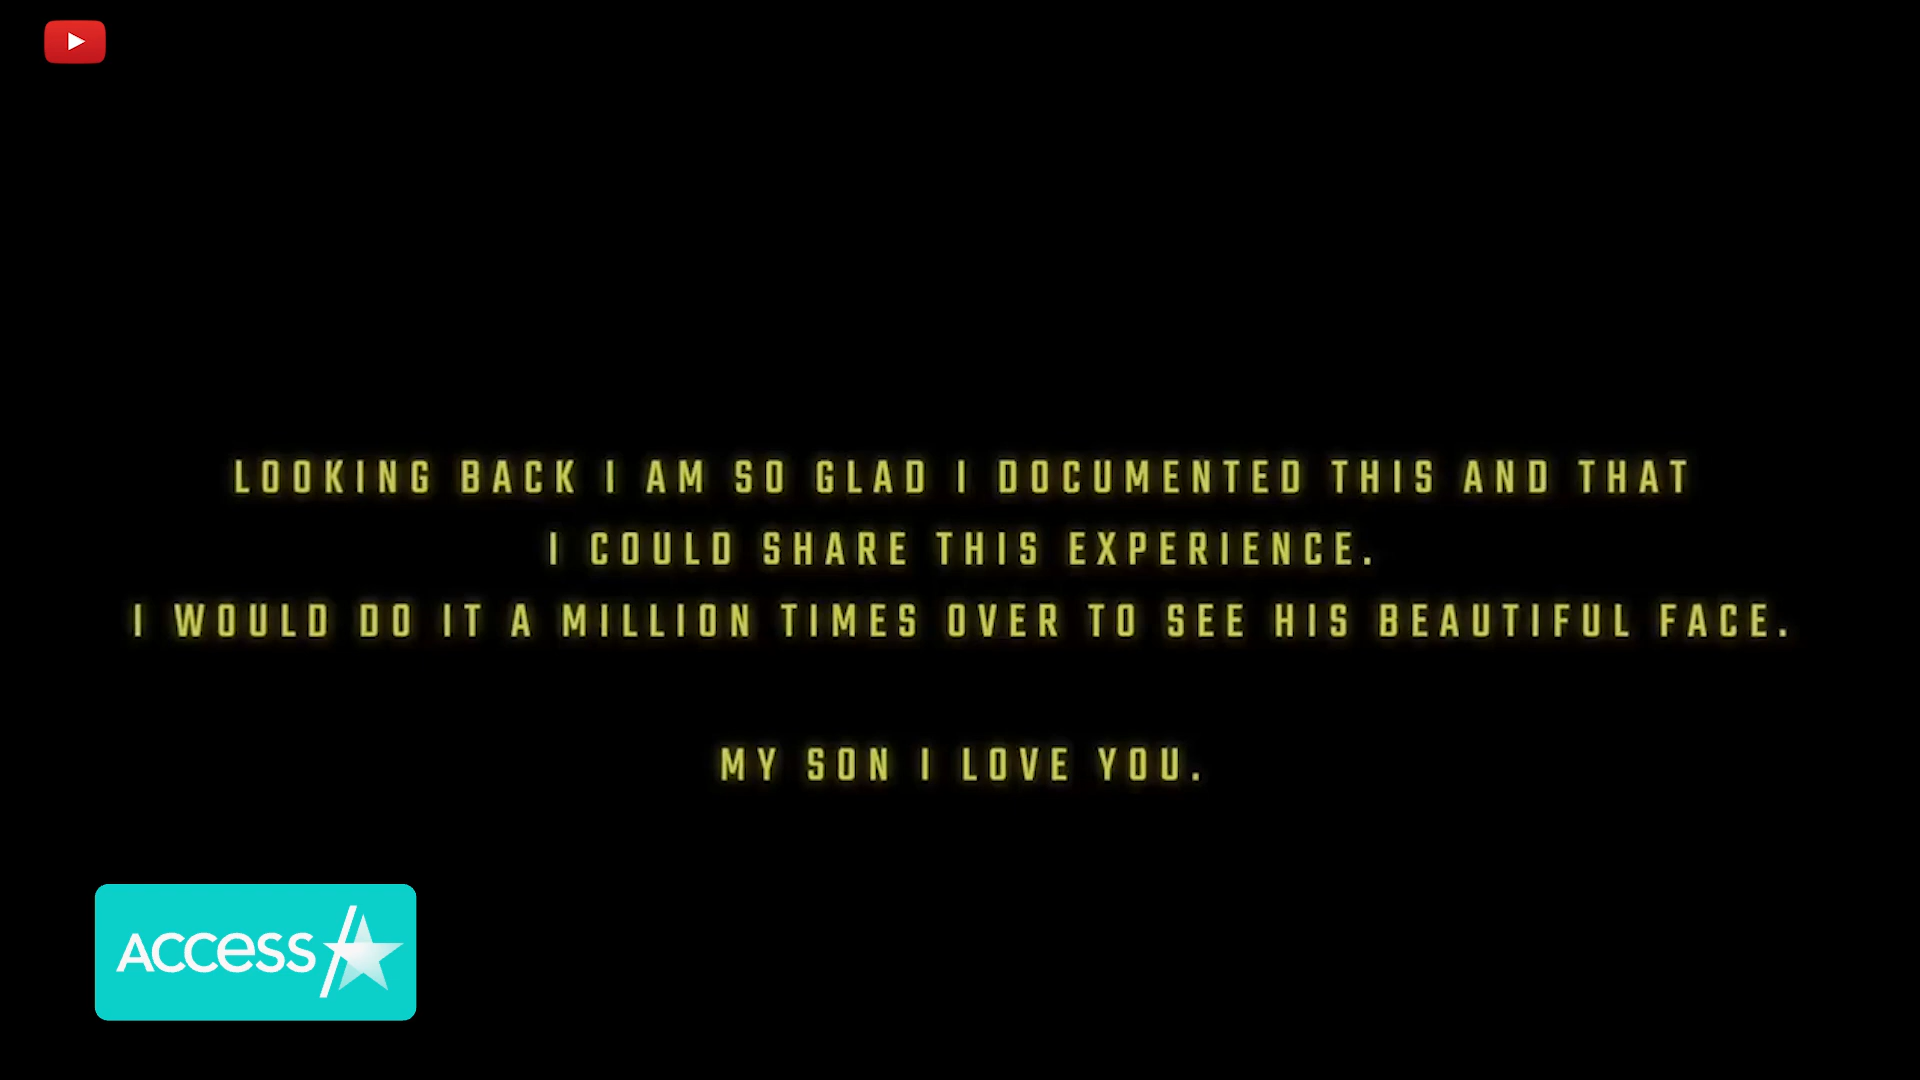 LOOKING BACK I AM SO GLAD I DOCUMENTED THIS AND THAT
I COULD SHARE THIS EXPERIENCE.
I WOULD DO IT A MILLION TIMES OVER TO SEE HIS BEAUTIFUL FACE.
MY SON I LOVE YOU.
ACCESS